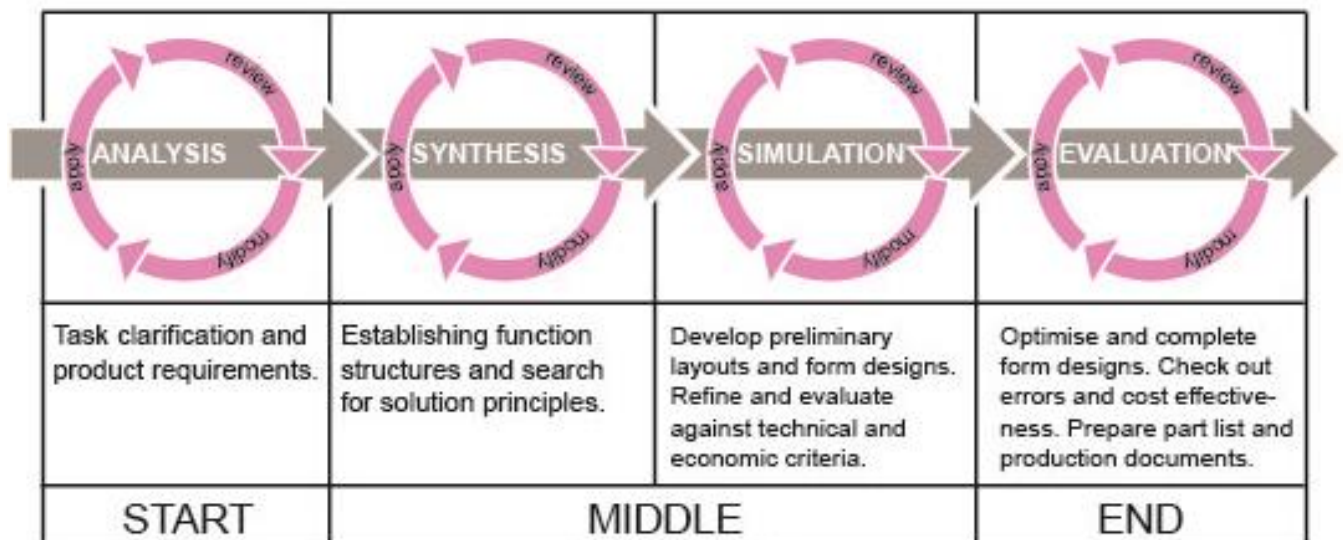 review
apply
ANALYSIS
modify
review
apply
SYNTHESIS
modify
review
apply
SIMULATION
modify
review
apply
EVALUATION
modify
Task clarification and
product requirements.
Establishing function
structures and search
for solution principles.
Develop preliminary
layouts and form designs.
Refine and evaluate
against technical and
economic criteria.
Optimise and complete
form designs. Check out
errors and cost effective-
ness. Prepare part list and
production documents.
START
MIDDLE
END